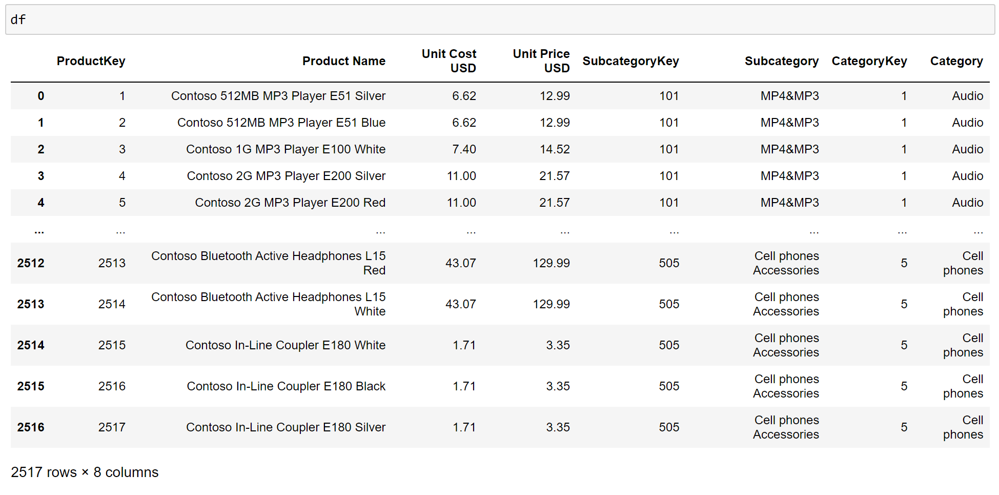 df
ProductKey Product Name Unit Cost USD Unit Price USD SubcategoryKey Subcategory CategoryKey Category
0 1 Contoso 512MB MP3 Player E51 Silver 6.62 12.99 101 MP4&MP3 1 Audio
1 2 Contoso 512MB MP3 Player E51 Blue 6.62 12.99 101 MP4&MP3 1 Audio
2 3 Contoso 1G MP3 Player E100 White 7.40 14.52 101 MP4&MP3 1 Audio
3 4 Contoso 2G MP3 Player E200 Silver 11.00 21.57 101 MP4&MP3 1 Audio
4 5 Contoso 2G MP3 Player E200 Red 11.00 21.57 101 MP4&MP3 1 Audio
... ... ... ... ... ... ... ... ...
2512 2513 Contoso Bluetooth Active Headphones L15 Red 43.07 129.99 505 Cell phones Accessories 5 Cell phones
2513 2514 Contoso Bluetooth Active Headphones L15 White 43.07 129.99 505 Cell phones Accessories 5 Cell phones
2514 2515 Contoso In-Line Coupler E180 White 1.71 3.35 505 Cell phones Accessories 5 Cell phones
2515 2516 Contoso In-Line Coupler E180 Black 1.71 3.35 505 Cell phones Accessories 5 Cell phones
2516 2517 Contoso In-Line Coupler E180 Silver 1.71 3.35 505 Cell phones Accessories 5 Cell phones
2517 rows × 8 columns